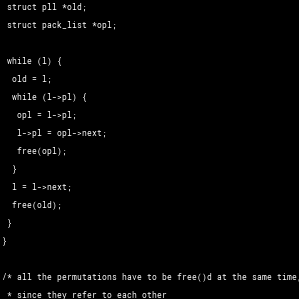 struct pll *old;
struct pack_list *opl;
while (l) {
old = l;
while (l->pl) {
opl = l->pl;
l->pl = opl->next;
free(opl);
}
l = l->next;
free(old);
}
}
/* all the permutations have to be free()d at the same time,
* since they refer to each other